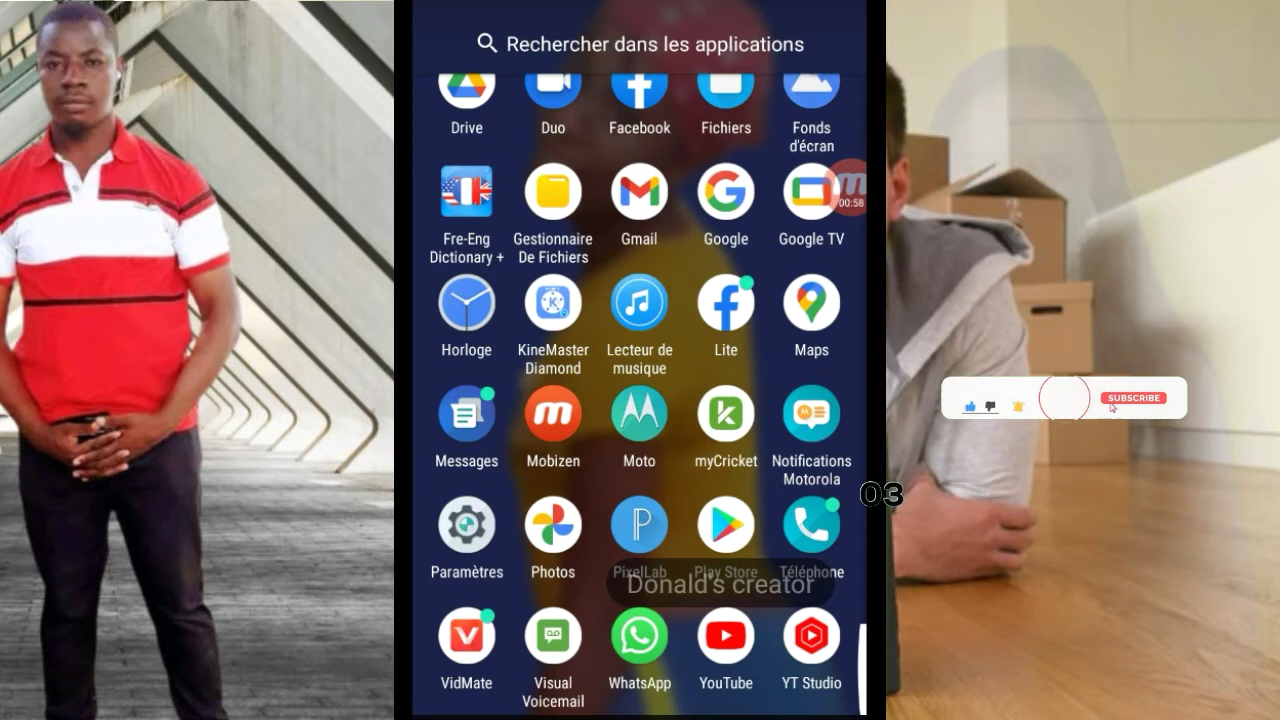 Rechercher dans les applications
Drive Duo Facebook Fichiers Fonds
d'écran
00:58
Fre-Eng Gestionnaire Gmail Google Google TV
Dictionary + De Fichiers
Horloge KineMaster Lecteur de Lite Maps
Diamond musique
SUBSCRIBE
Messages Mobizen Moto myCricket Notifications
Motorola
03
Paramètres Photos PixelLab Play Store Téléphone
Donald's creator
VidMate Visual WhatsApp YouTube YT Studio
Voicemail